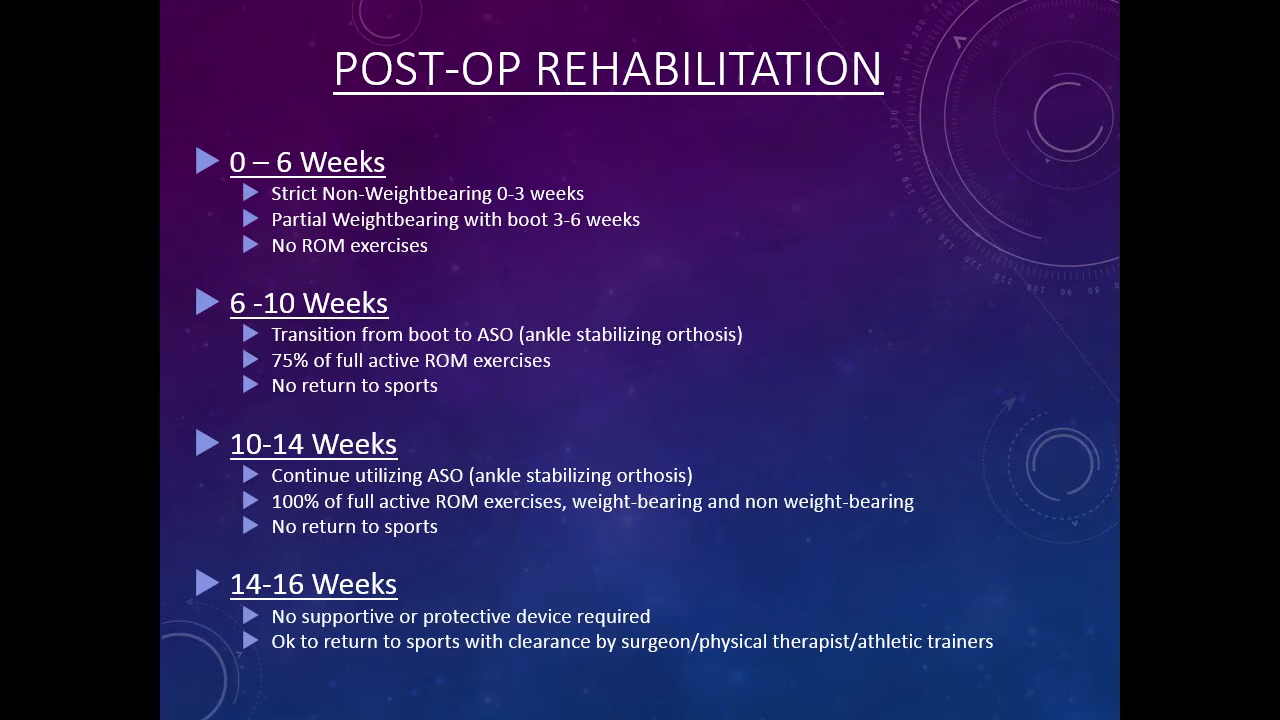 POST-OP REHABILITATION
0 – 6 Weeks
Strict Non-Weightbearing 0-3 weeks
Partial Weightbearing with boot 3-6 weeks
No ROM exercises
6 -10 Weeks
Transition from boot to ASO (ankle stabilizing orthosis)
75% of full active ROM exercises
No return to sports
10-14 Weeks
Continue utilizing ASO (ankle stabilizing orthosis)
100% of full active ROM exercises, weight-bearing and non weight-bearing
No return to sports
14-16 Weeks
No supportive or protective device required
Ok to return to sports with clearance by surgeon/physical therapist/athletic trainers